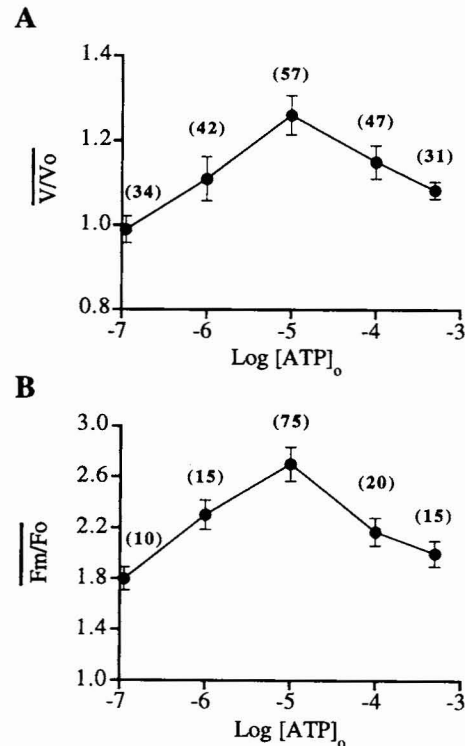 A
1.4
(57)
(42)
(47)
1.2
(31)
V/Vo
(34)
1.0
0.8
-7 -6 -5 -4 -3
Log [ATP]o
B
3.0
(75)
2.6
(15)
(20)
(15)
2.2
(10)
Fm/Fo
1.8
1.4
1.0
-7 -6 -5 -4 -3
Log [ATP]o